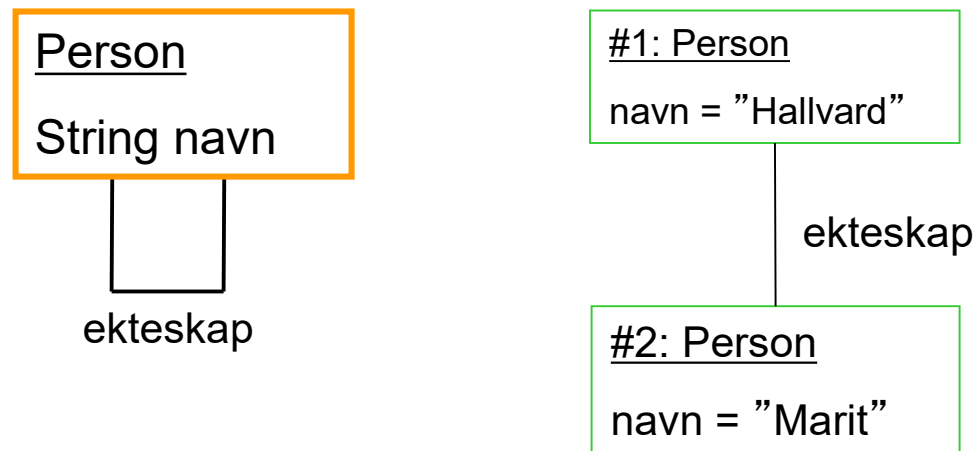 Person
String navn
ekteskap
#1: Person
navn = ”Hallvard”
ekteskap
#2: Person
navn = ”Marit”